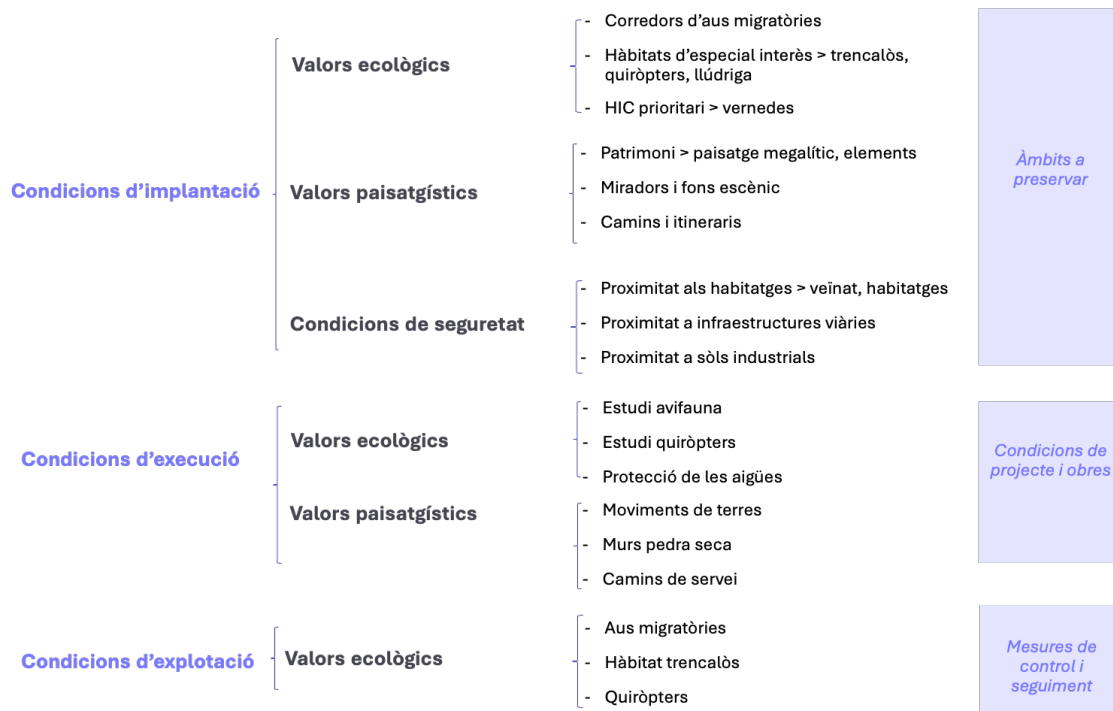 Condicions d'implantació
Valors ecològics
- Corredors d'aus migratòries
- Hàbitats d'especial interès > trencalòs,
quiròpters, llúdriga
- HIC prioritari > vernedes
Valors paisatgístics
- Patrimoni > paisatge megalític, elements
- Miradors i fons escènic
- Camins i itineraris
Condicions de seguretat
- Proximitat als habitatges > veïnat, habitatges
- Proximitat a infraestructures viàries
- Proximitat a sòls industrials
Àmbits a
preservar
Condicions d'execució
Valors ecològics
- Estudi avifauna
- Estudi quiròpters
- Protecció de les aigües
Valors paisatgístics
- Moviments de terres
- Murs pedra seca
- Camins de servei
Condicions de
projecte i obres
Condicions d'explotació
Valors ecològics
- Aus migratòries
- Hàbitat trencalòs
- Quiròpters
Mesures de
control i
seguiment